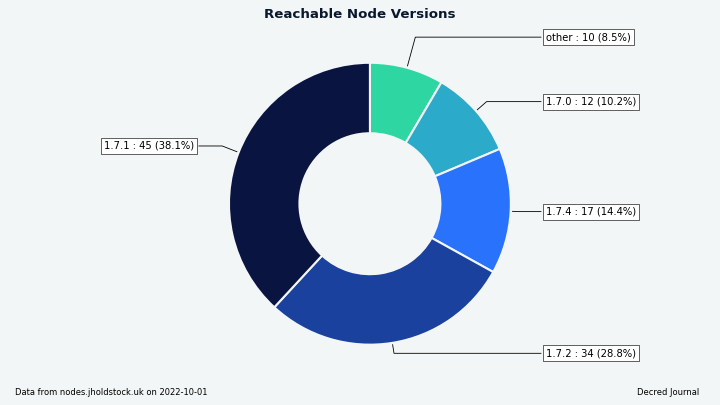 Reachable Node Versions
other : 10 (8.5%)
1.7.0 : 12 (10.2%)
1.7.1 : 45 (38.1%)
1.7.4 : 17 (14.4%)
1.7.2 : 34 (28.8%)
Data from nodes.jholdstock.uk on 2022-10-01
Decred Journal